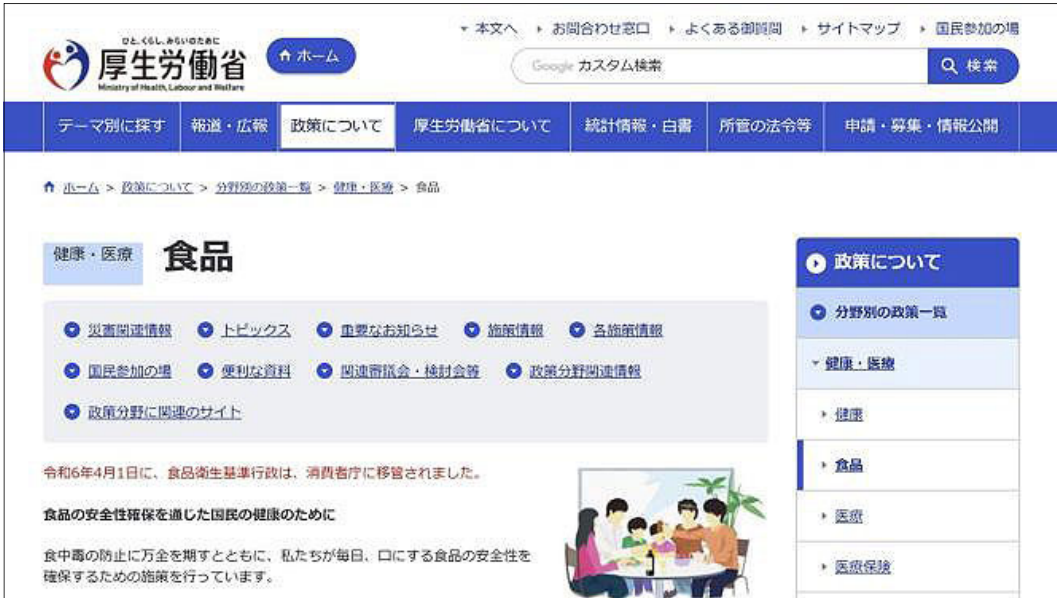 本文へ お問合わせ窓口 よくある御質問 サイトマップ 国民参加の場
ひと、くらし、みらいのために
厚生労働省
Ministry of Health, Labour and Welfare
ホーム
Google カスタム検索
検索
テーマ別に探す 報道・広報 政策について 厚生労働省について 統計情報・白書 所管の法令等 申請・募集・情報公開
ホーム > 政策について > 分野別の政策一覧 > 健康・医療 > 食品
健康・医療 食品
災害関連情報 トピックス 重要なお知らせ 施策情報 各施策情報
国民参加の場 便利な資料 関連審議会・検討会等 政策分野関連情報
政策分野に関連のサイト
令和6年4月1日に、食品衛生基準行政は、消費者庁に移管されました。
食品の安全性確保を通じた国民の健康のために
食中毒の防止に万全を期すとともに、私たちが毎日、口にする食品の安全性を
確保するための施策を行っています。
政策について
分野別の政策一覧
健康・医療
健康
食品
医療
医療保険